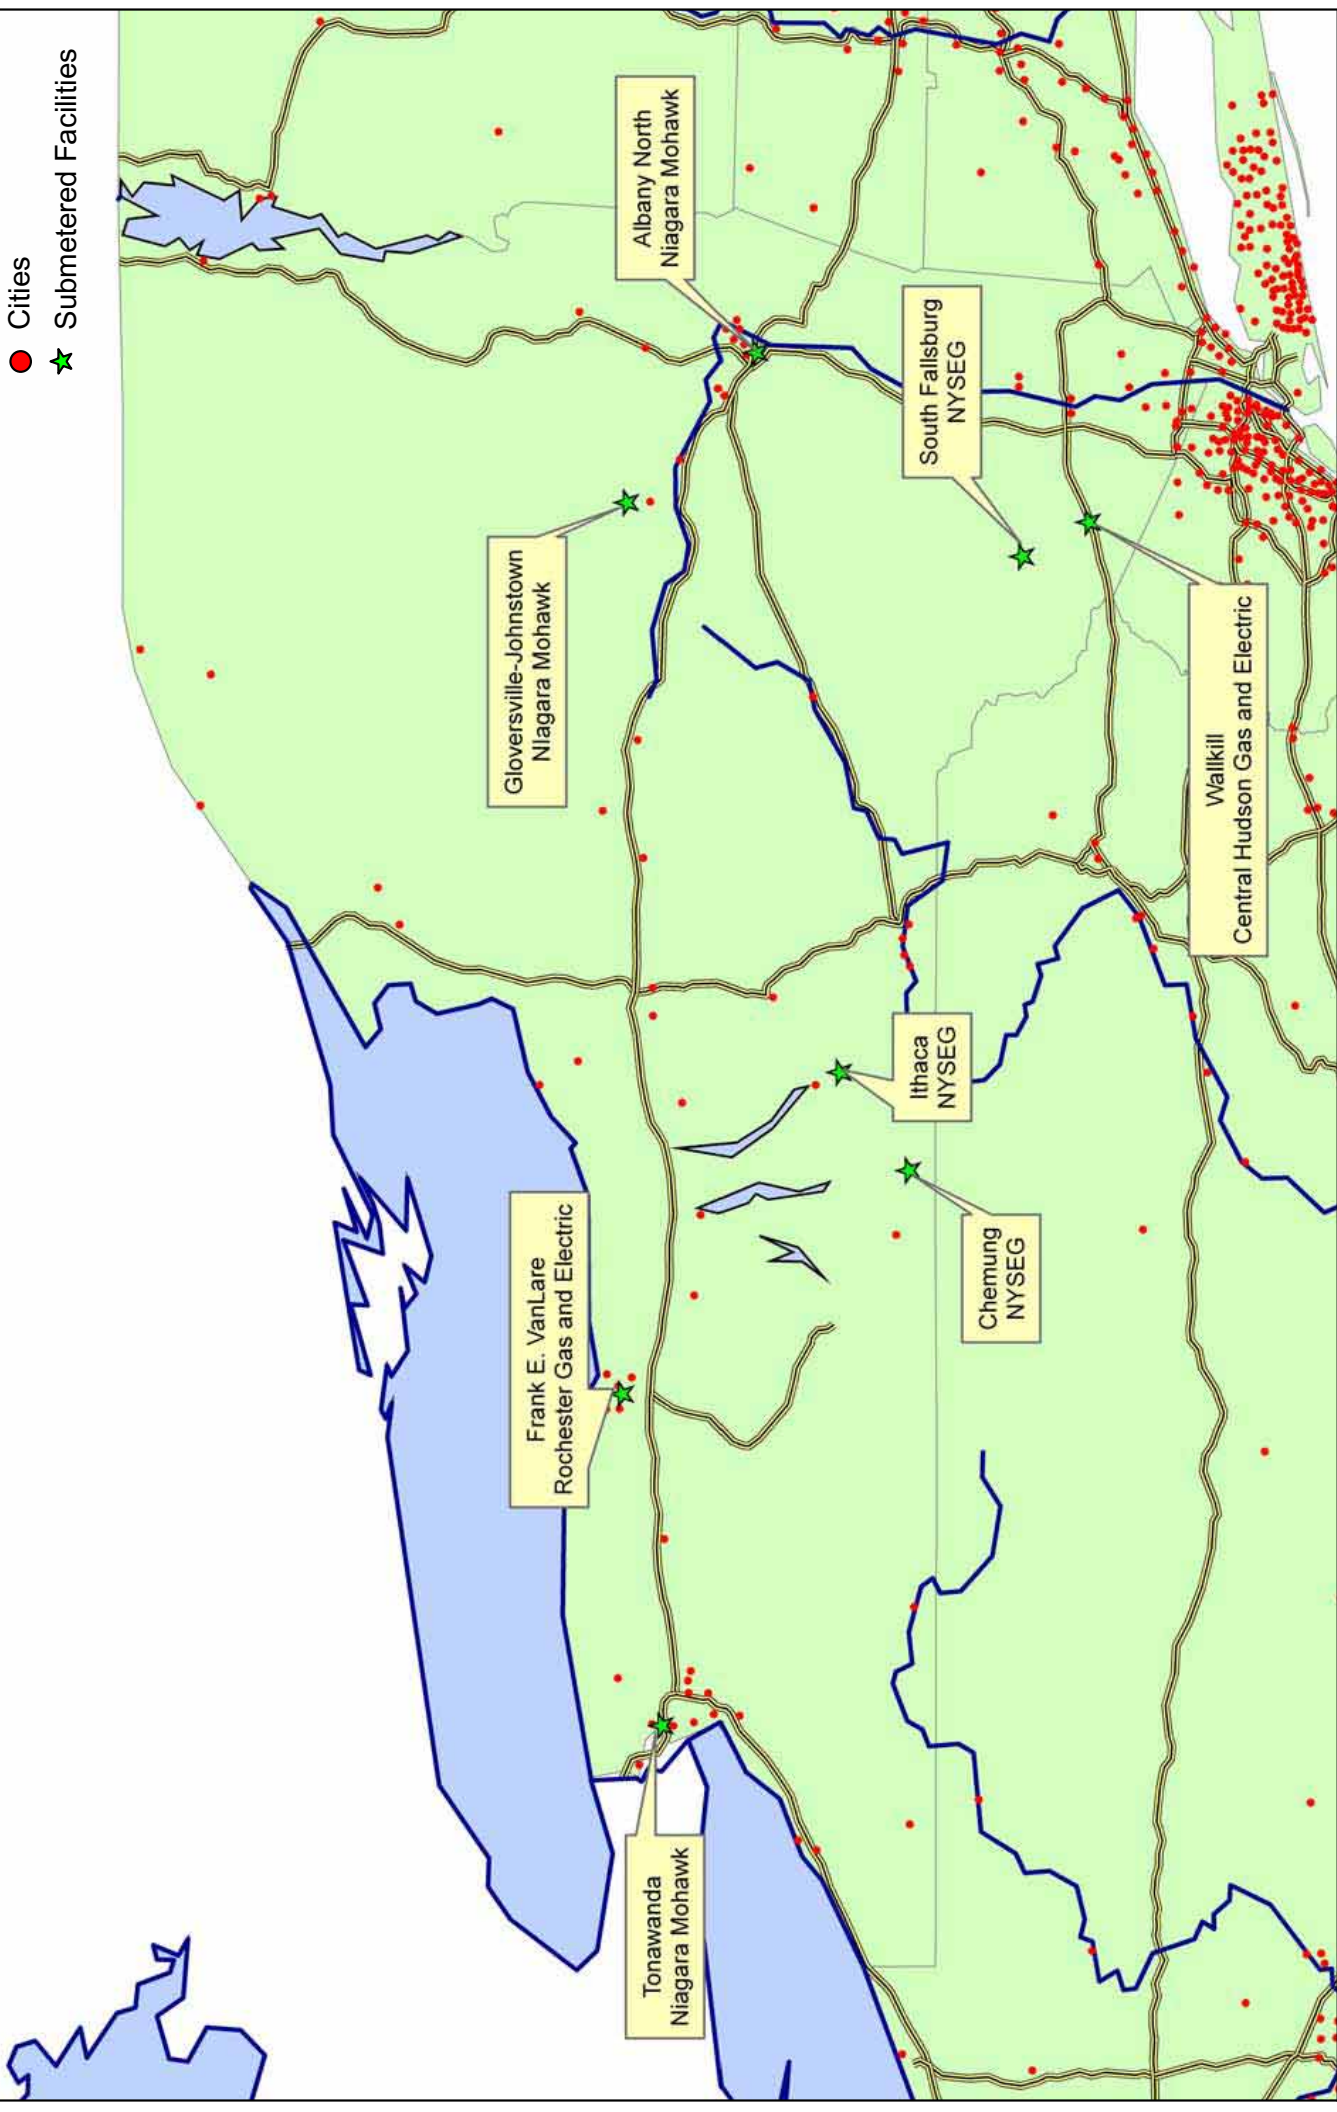 Cities
Submetered Facilities
Albany North
Niagara Mohawk
South Fallsburg
NYSEG
Gloversville-Johnstown
NIagara Mohawk
Wallkill
Central Hudson Gas and Electric
Ithaca
NYSEG
Chemung
NYSEG
Frank E. VanLare
Rochester Gas and Electric
Tonawanda
Niagara Mohawk